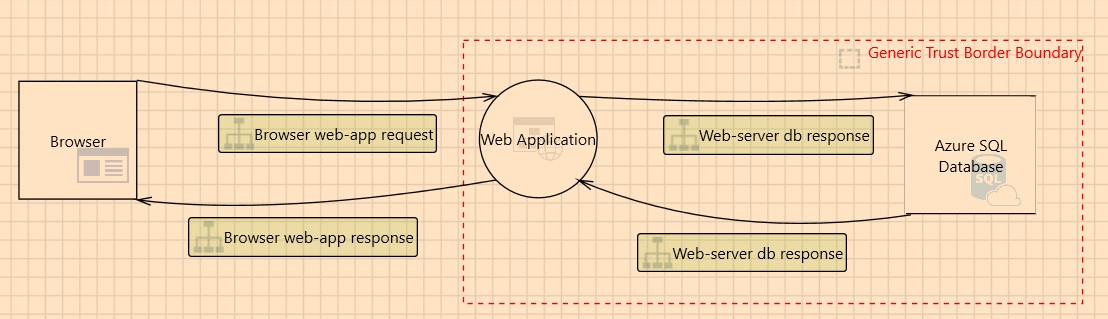 Generic Trust Border Boundary
Browser
Browser web-app request
Web Application
Web-server db response
Azure SQL
Database
SQL
Browser web-app response
Web-server db response